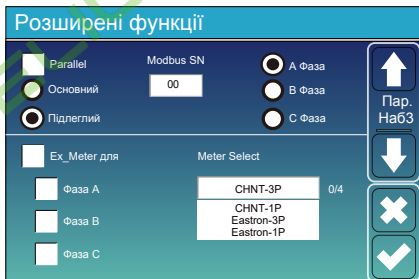 Розширені функції
Parallel Modbus SN А Фаза
Основний 00 В Фаза
Підлеглий С Фаза
Пар.
Наб3
Ex_Meter для Meter Select
Фаза А CHNT-3P 0/4
CHNT-1P
Фаза В Eastron-3P
Eastron-1P
Фаза С